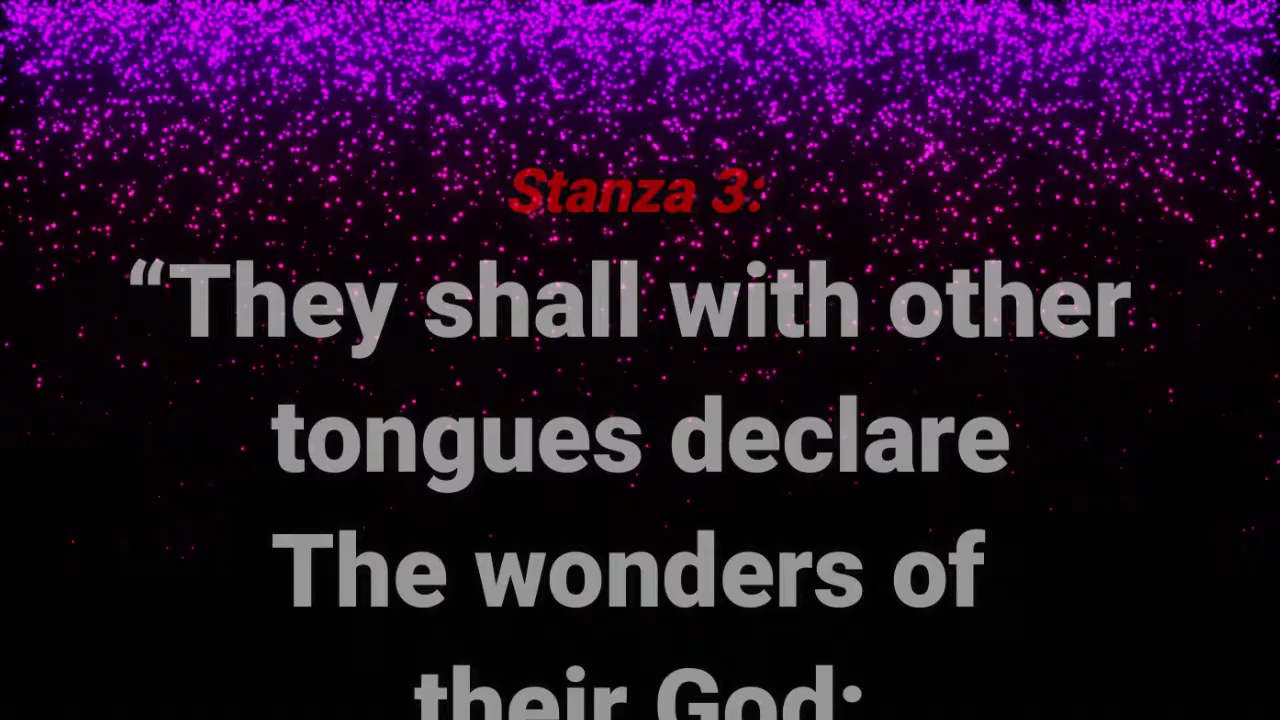 Stanza 3:
“They shall with other
tongues declare
The wonders of
their God;